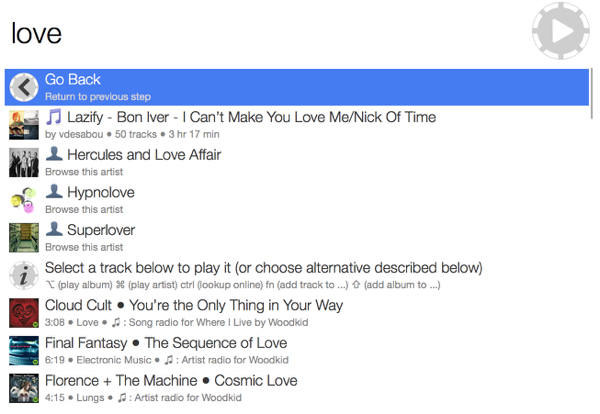 love
Go Back
Return to previous step
Lazify - Bon Iver - I Can't Make You Love Me/Nick Of Time
by vdesabou ● 50 tracks ● 3 hr 17 min
Hercules and Love Affair
Browse this artist
Hypnolove
Browse this artist
Superlover
Browse this artist
Select a track below to play it (or choose alternative described below)
⌥ (play album) ⌘ (play artist) ctrl (lookup online) fn (add track to ...) ⇧ (add album to ...)
Cloud Cult ● You're the Only Thing in Your Way
3:08 ● Love ● ♫ : Song radio for Where I Live by Woodkid
Final Fantasy ● The Sequence of Love
6:19 ● Electronic Music ● ♫ : Artist radio for Woodkid
Florence + The Machine ● Cosmic Love
4:15 ● Lungs ● ♫ : Artist radio for Woodkid